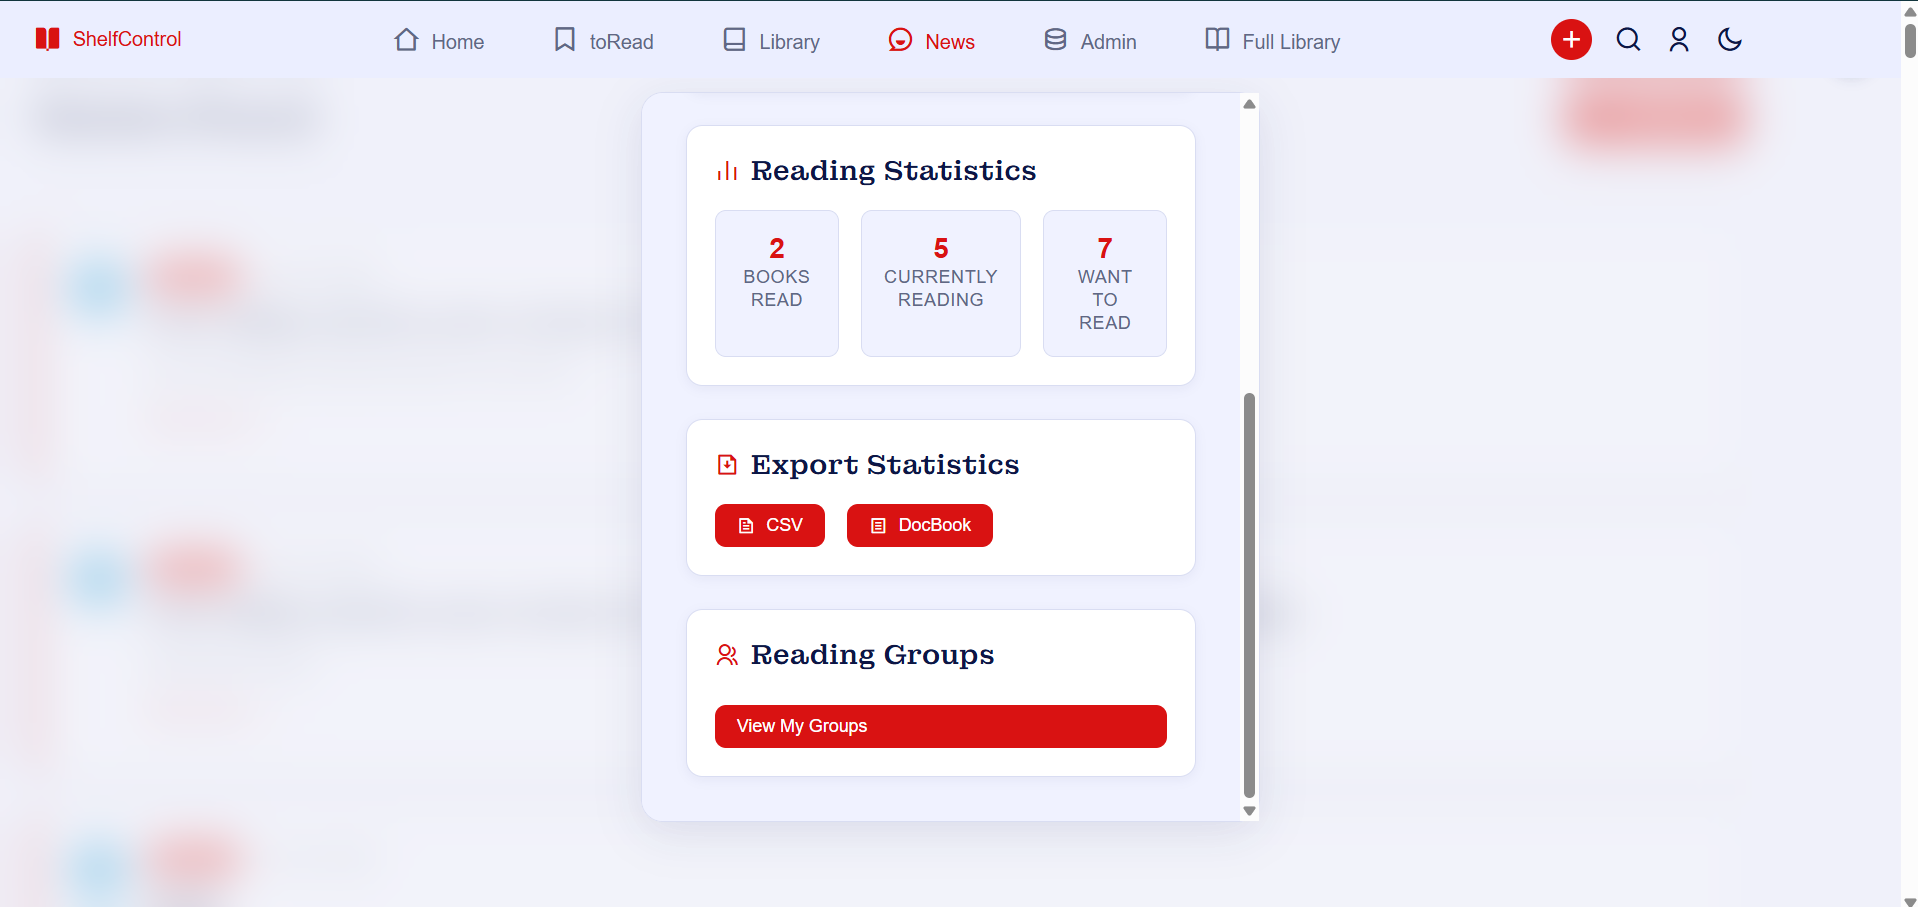 ShelfControl
Home
toRead
Library
News
Admin
Full Library
Reading Statistics
2
BOOKS
READ
5
CURRENTLY
READING
7
WANT
TO
READ
Export Statistics
CSV
DocBook
Reading Groups
View My Groups